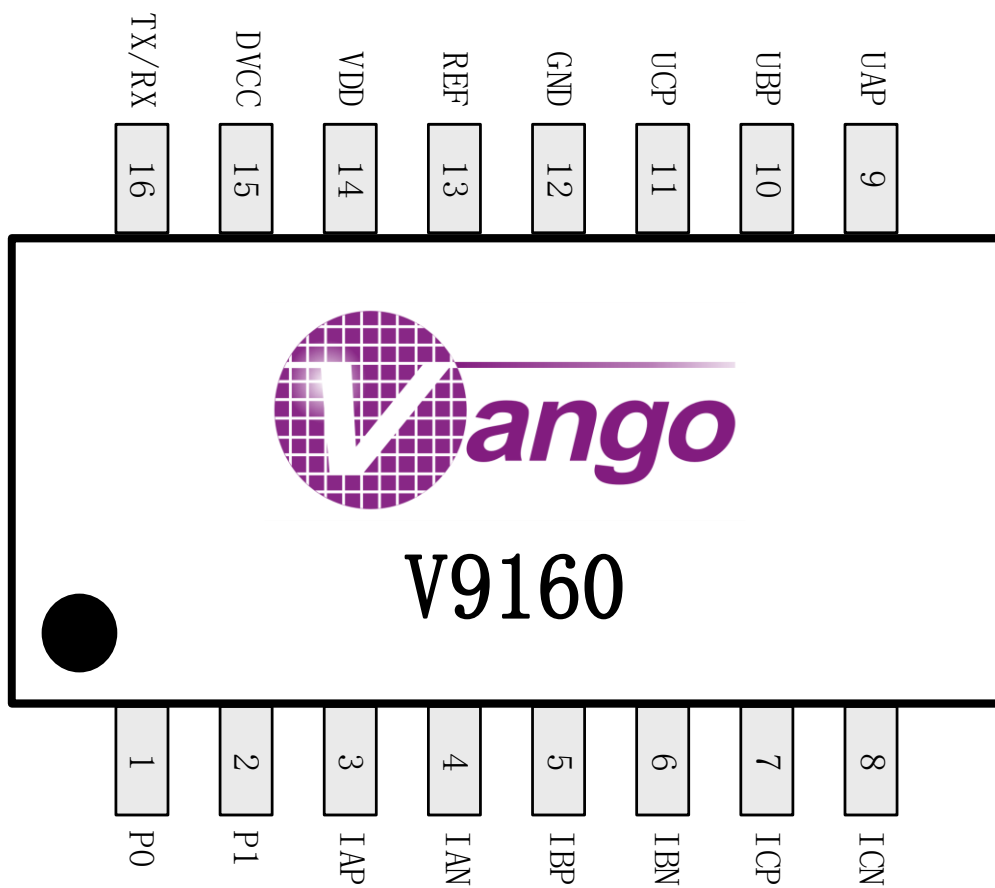 TX/RX DVCC VDD REF GND UCP UBP UAP
16 15 14 13 12 11 10 9
Vango
V9160
1 2 3 4 5 6 7 8
P0 P1 IAP IAN IBP IBN ICP ICN